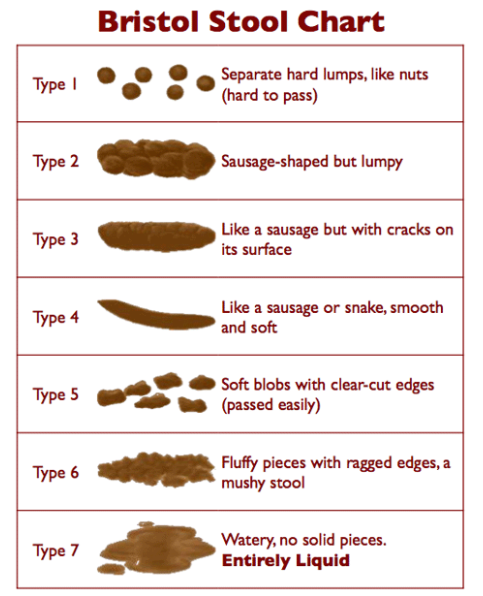 Bristol Stool Chart
Type 1
Separate hard lumps, like nuts
(hard to pass)
Type 2
Sausage-shaped but lumpy
Type 3
Like a sausage but with cracks on
its surface
Type 4
Like a sausage or snake, smooth
and soft
Type 5
Soft blobs with clear-cut edges
(passed easily)
Type 6
Fluffy pieces with ragged edges, a
mushy stool
Type 7
Watery, no solid pieces.
Entirely Liquid